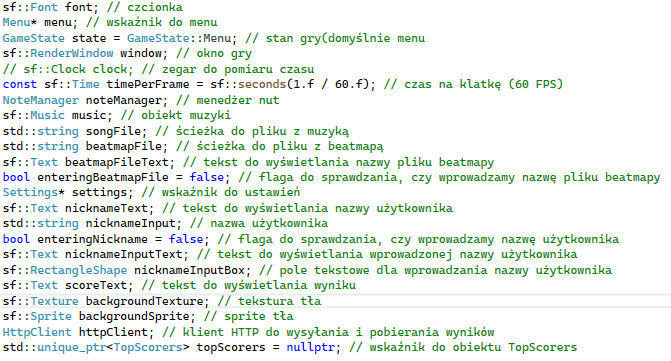 sf::Font font; // czcionka
Menu* menu; // wskaźnik do menu
GameState state = GameState::Menu; // stan gry(domyślnie menu
sf::RenderWindow window; // okno gry
// sf::Clock clock; // zegar do pomiaru czasu
const sf::Time timePerFrame = sf::seconds(1.f / 60.f); // czas na klatkę (60 FPS)
NoteManager noteManager; // menedżer nut
sf::Music music; // obiekt muzyki
std::string songFile; // ścieżka do pliku z muzyką
std::string beatmapFile; // ścieżka do pliku z beatmapą
sf::Text beatmapFileText; // tekst do wyświetlania nazwy pliku beatmapy
bool enteringBeatmapFile = false; // flaga do sprawdzania, czy wprowadzamy nazwę pliku beatmapy
Settings* settings; // wskaźnik do ustawień
sf::Text nicknameText; // tekst do wyświetlania nazwy użytkownika
std::string nicknameInput; // nazwa użytkownika
bool enteringNickname = false; // flaga do sprawdzania, czy wprowadzamy nazwę użytkownika
sf::Text nicknameInputText; // tekst do wyświetlania wprowadzonej nazwy użytkownika
sf::RectangleShape nicknameInputBox; // pole tekstowe dla wprowadzania nazwy użytkownika
sf::Text scoreText; // tekst do wyświetlania wyniku
sf::Texture backgroundTexture; // tekstura tła
sf::Sprite backgroundSprite; // sprite tła
HttpClient httpClient; // klient HTTP do wysyłania i pobierania wyników
std::unique_ptr<TopScorers> topScorers = nullptr; // wskaźnik do obiektu TopScorers